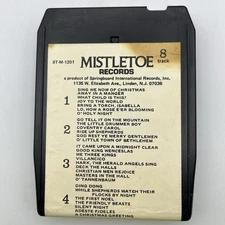 8T-M-1201
MISTLETOE
8
track
RECORDS
a product of Springboard International Records, Inc.
1135 W. Elizabeth Ave., Linden, N.J. 07036
1
SING WE NOW OF CHRISTMAS
AWAY IN A MANGER
WHAT CHILD IS THIS?
JOY TO THE WORLD
BRING A TORCH, ISABELLA
LO, HOW A ROSE E'ER BLOOMING
O' HOLY NIGHT
2
GO TELL IT ON THE MOUNTAIN
THE LITTLE DRUMMER BOY
COVENTRY CAROL
RIDE UP SHEPHERDS
GOD REST YE MERRY GENTLEMEN
O' LITTLE TOWN OF BETHLEHEM
3
IT CAME UPON A MIDNIGHT CLEAR
GOOD KING WENCESLAS
WE THREE KINGS
VILLANCICO
HARK, THE HERALD ANGELS SING
DECK THE HALLS
CHRISTIAN MEN REJOICE
MASTERS IN THE HALL
O' TANNENBAUM
4
DING DONG
WHILE SHEPHERDS WATCH THEIR
FLOCKS BY NIGHT
THE FIRST NOEL
THE FRIENDLY BEASTS
SILENT NIGHT
ADESTE FIDELES
A CHRISTMAS GREETING